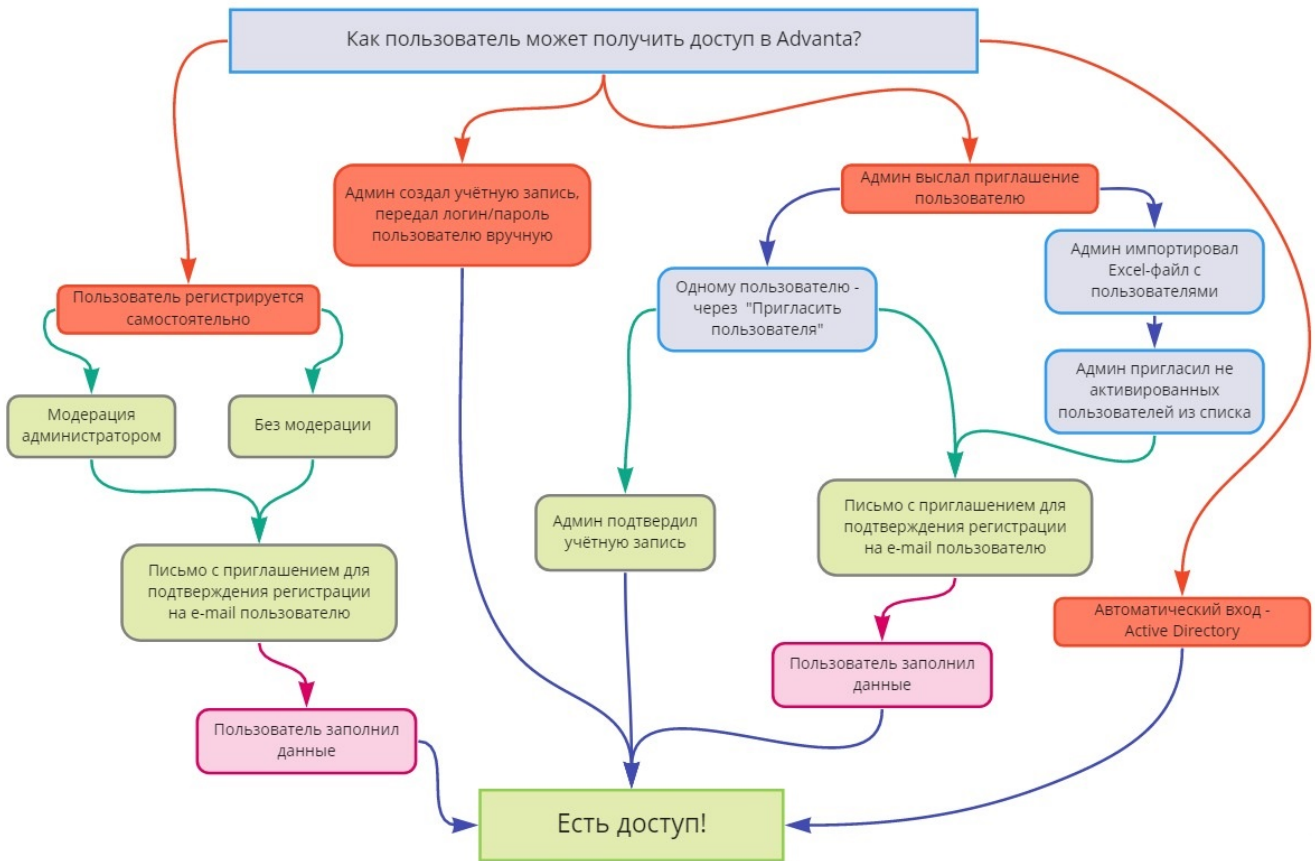 Как пользователь может получить доступ в Advanta?
Админ создал учётную запись,
передал логин/пароль
пользователю вручную
Админ выслал приглашение
пользователю
Админ импортировал
Excel-файл с
пользователями
Одному пользователю -
через "Пригласить
пользователя"
Пользователь регистрируется
самостоятельно
Админ пригласил не
активированных
пользователей из списка
Модерация
администратором
Без модерации
Админ подтвердил
учётную запись
Письмо с приглашением для
подтверждения регистрации
на e-mail пользователю
Письмо с приглашением для
подтверждения регистрации
на e-mail пользователю
Автоматический вход -
Active Directory
Пользователь заполнил
данные
Пользователь заполнил
данные
Есть доступ!